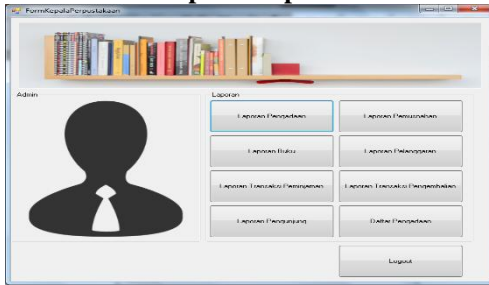 FormKepalaPerpustakaan
Admin
Laporan
Laporan Pengadaan
Laporan Pemusnahan
Laporan Buku
Laporan Pelanggaran
Laporan Transaksi Peminjaman
Laporan Transaksi Pengembalian
Laporan Pengunjung
Daftar Pengadaan
Logout